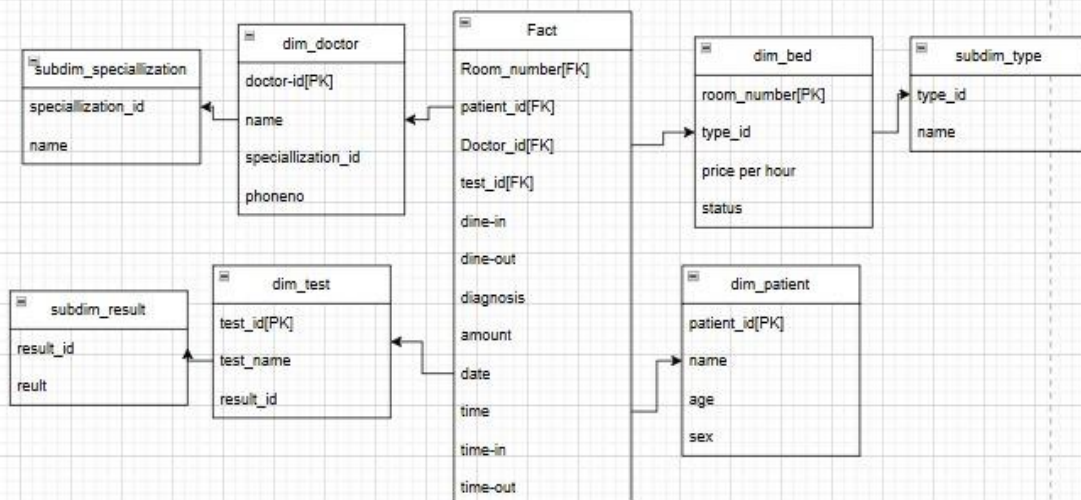 subdim_speciallization
speciallization_id
name
dim_doctor
doctor-id[PK]
name
speciallization_id
phoneno
Fact
Room_number[FK]
patient_id[FK]
Doctor_id[FK]
test_id[FK]
dine-in
dine-out
diagnosis
amount
date
time
time-in
time-out
dim_bed
room_number[PK]
type_id
price per hour
status
subdim_type
type_id
name
subdim_result
result_id
reult
dim_test
test_id[PK]
test_name
result_id
dim_patient
patient_id[PK]
name
age
sex